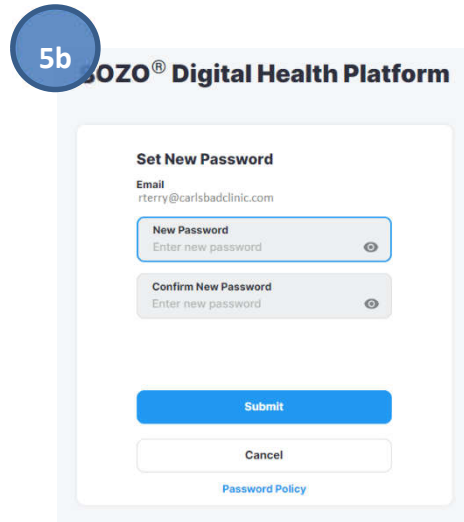 5b
SOZO® Digital Health Platform
Set New Password
Email
rterry@carlsbadclinic.com
New Password
Enter new password
Confirm New Password
Enter new password
Submit
Cancel
Password Policy